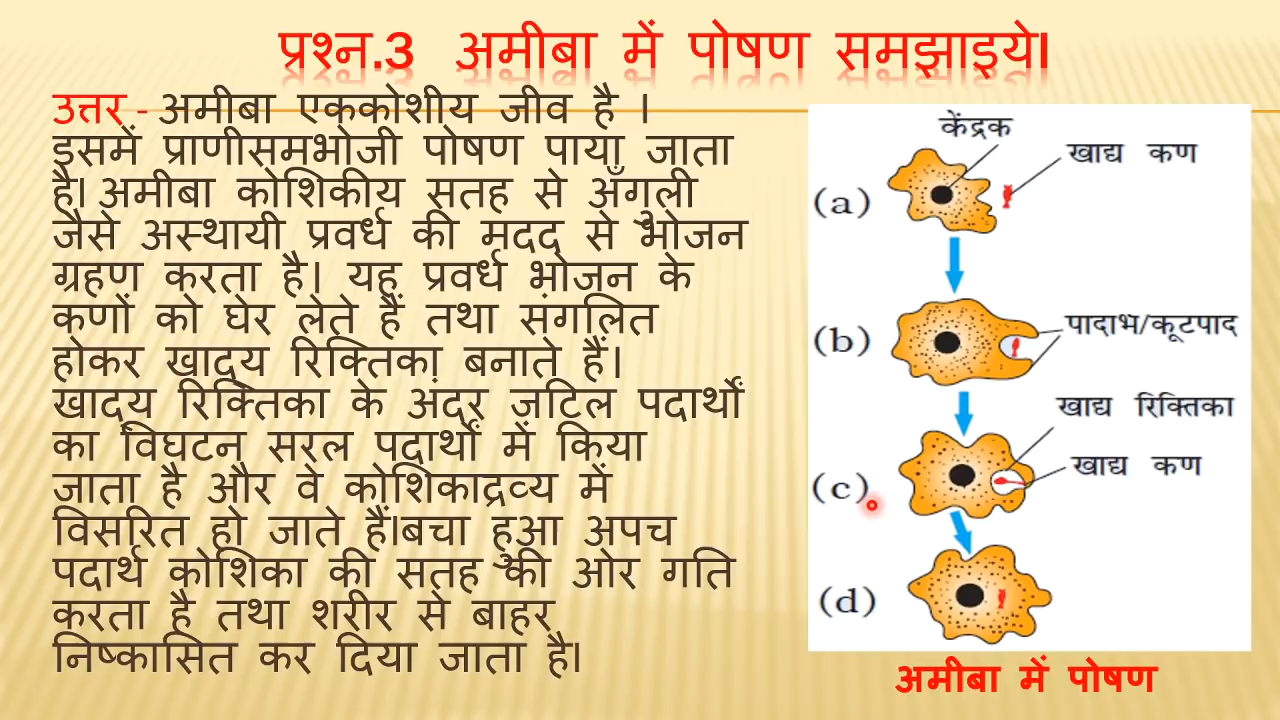 प्रश्न.3 अमीबा में पोषण समझाइये।
उत्तर - अमीबा एककोशीय जीव है ।
इसमें प्राणीसमभोजी पोषण पाया जाता
है। अमीबा कोशिकीय सतह से अँगुली
जैसे अस्थायी प्रवर्ध की मदद से भोजन
ग्रहण करता है। यह प्रवर्ध भोजन के
कणों को घेर लेते हैं तथा संगलित
होकर खाद्य रिक्तिका बनाते हैं।
खाद्य रिक्तिका के अंदर जटिल पदार्थों
का विघटन सरल पदार्थों में किया
जाता है और वे कोशिकाद्रव्य में
विसरित हो जाते हैं।बचा हुआ अपच
पदार्थ कोशिका की सतह की ओर गति
करता है तथा शरीर से बाहर
निष्कासित कर दिया जाता है।
केंद्रक
खाद्य कण
(a)
(b)
पादाभ/कूटपाद
खाद्य रिक्तिका
खाद्य कण
(c)
(d)
अमीबा में पोषण